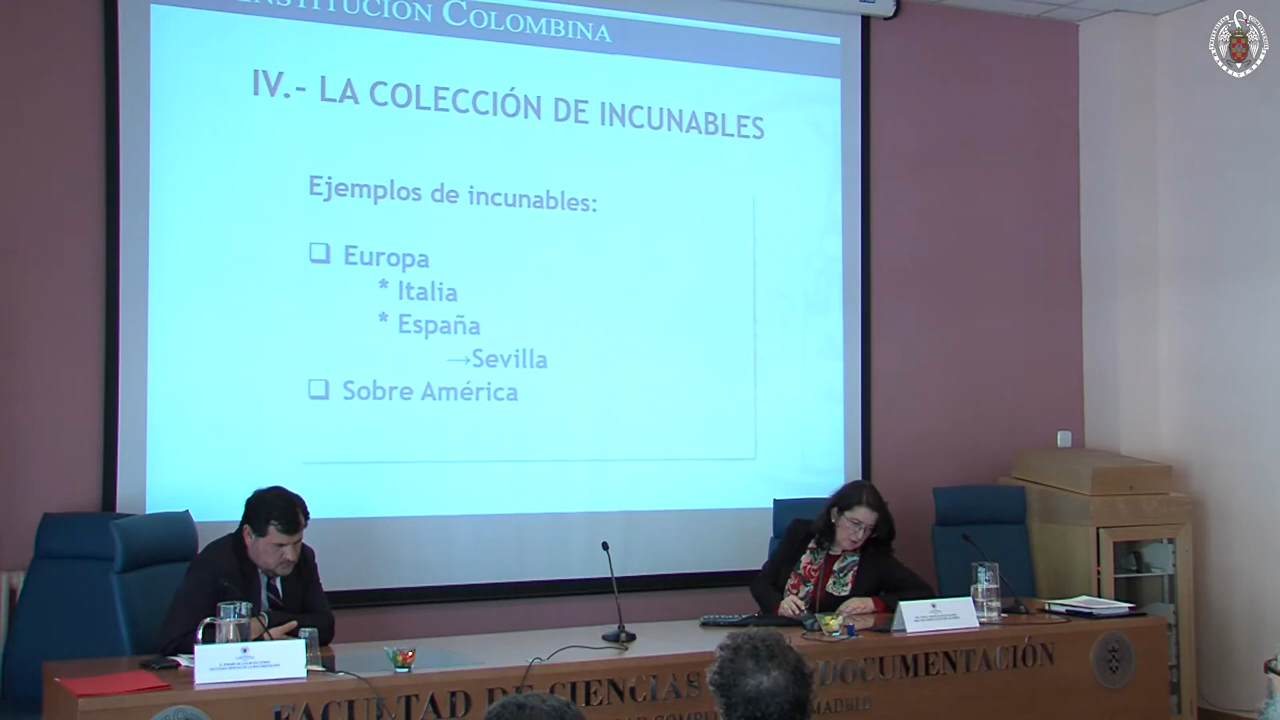 INSTITUCIÓN COLOMBINA
IV.- LA COLECCIÓN DE INCUNABLES
Ejemplos de incunables:
❑ Europa
* Italia
* España
→Sevilla
❑ Sobre América
FACULTAD DE CIENCIAS DOCUMENTACIÓN
MADRID